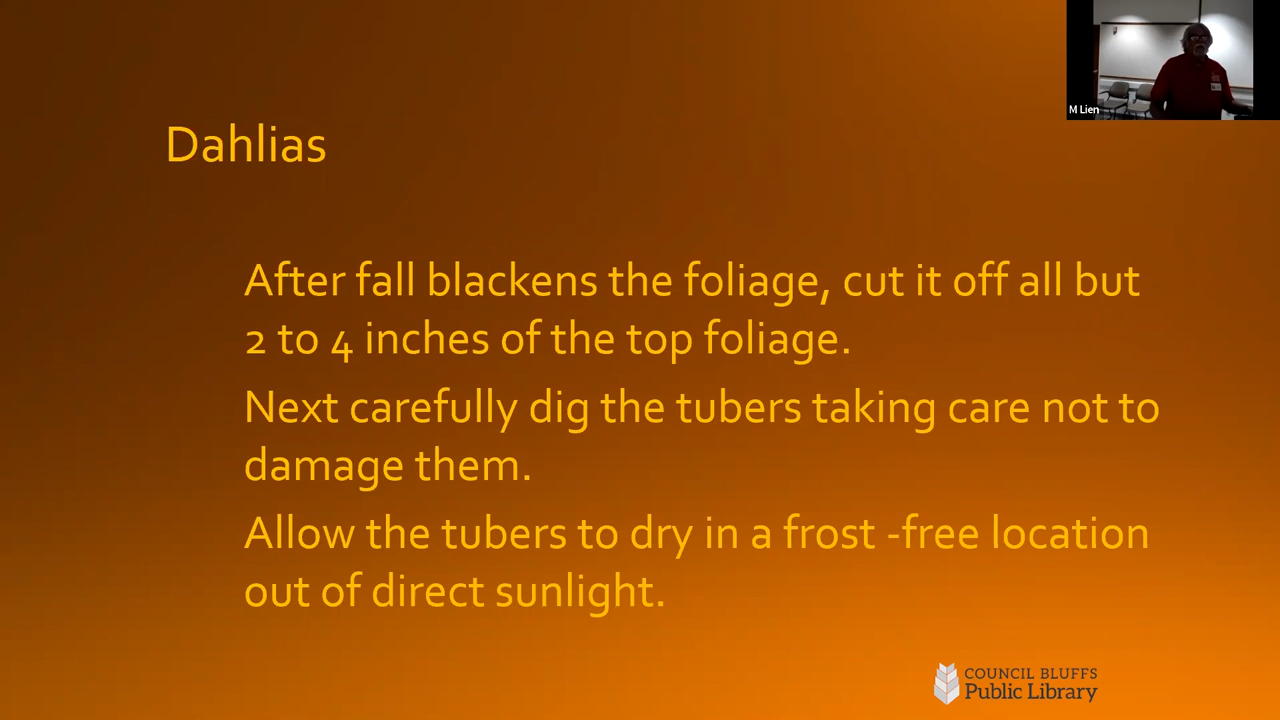 M Lien
Dahlias
After fall blackens the foliage, cut it off all but
2 to 4 inches of the top foliage.
Next carefully dig the tubers taking care not to
damage them.
Allow the tubers to dry in a frost -free location
out of direct sunlight.
COUNCIL BLUFFS
Public Library